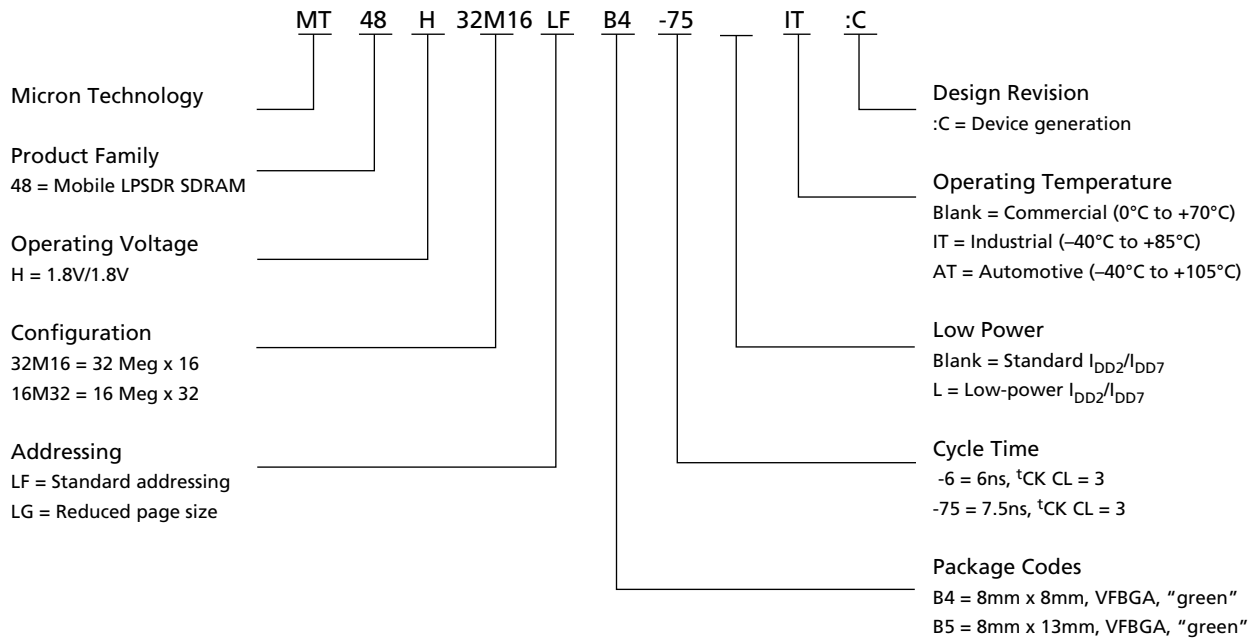 MT 48 H 32M16 LF B4 -75 __ IT :C
Micron Technology
Product Family
48 = Mobile LPSDR SDRAM
Operating Voltage
H = 1.8V/1.8V
Configuration
32M16 = 32 Meg x 16
16M32 = 16 Meg x 32
Addressing
LF = Standard addressing
LG = Reduced page size
Design Revision
:C = Device generation
Operating Temperature
Blank = Commercial (0°C to +70°C)
IT = Industrial (–40°C to +85°C)
AT = Automotive (–40°C to +105°C)
Low Power
Blank = Standard IDD2/IDD7
L = Low-power IDD2/IDD7
Cycle Time
-6 = 6ns, tCK CL = 3
-75 = 7.5ns, tCK CL = 3
Package Codes
B4 = 8mm x 8mm, VFBGA, “green”
B5 = 8mm x 13mm, VFBGA, “green”